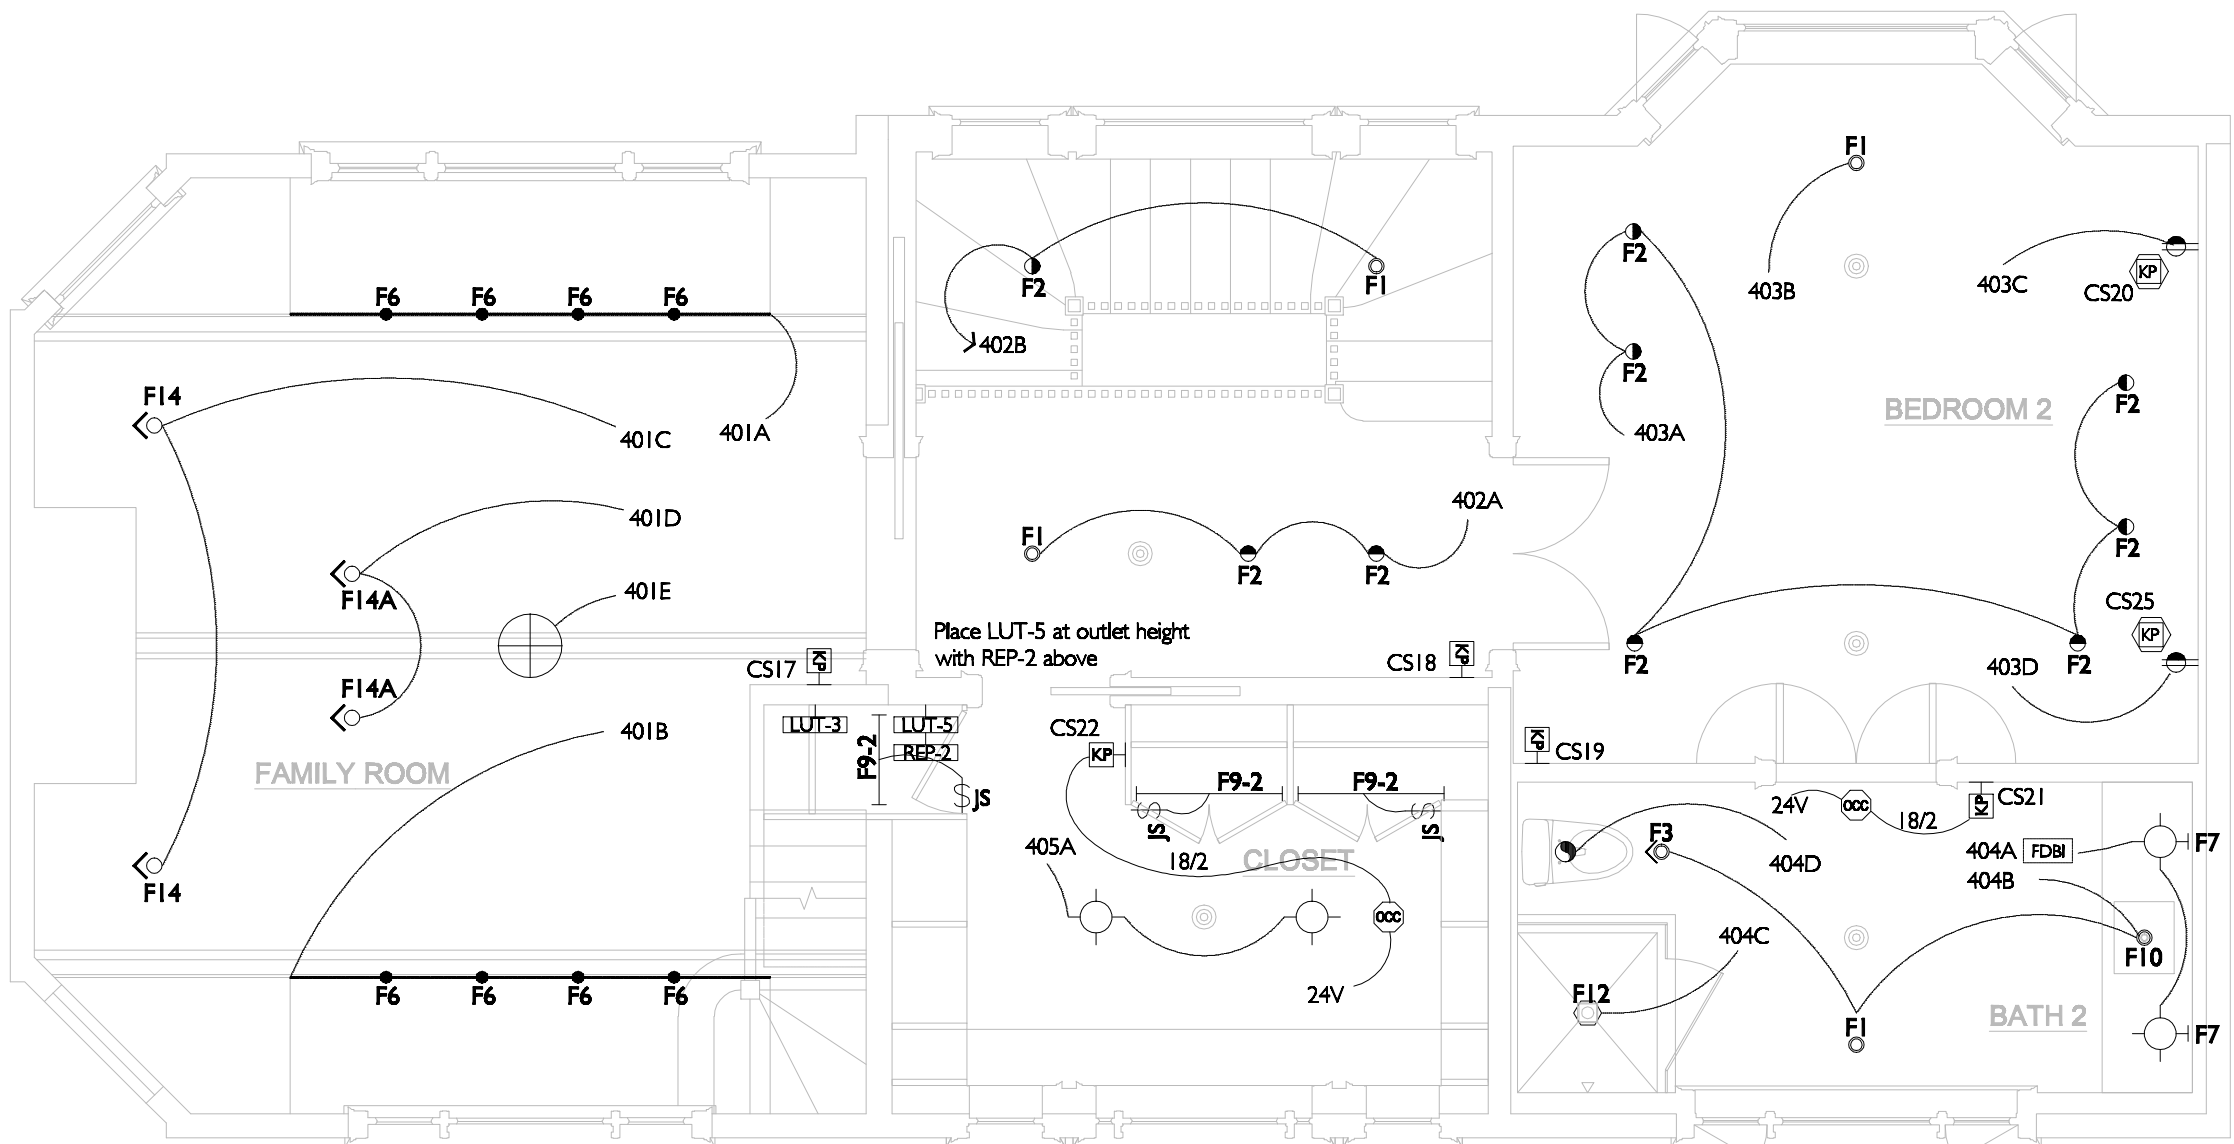 F1
F2
403B
403C
KP
CS20
F2
F1
402B
F6
F6
F6
F6
F2
403A
BEDROOM 2
F2
F14
401C
401A
402A
401D
F1
F2
F2
F2
F14A
401E
CS25
KP
Place LUT-5 at outlet height
with REP-2 above
CS17
KP
CS18
KP
F2
F2
403D
F14A
401B
LUT-3
LUT-5
REP-2
F9-2
JS
CS22
KP
KP
CS19
FAMILY ROOM
F9-2
F9-2
JS
JS
24V
OCC
18/2
KP
CS21
F3
404D
404A
FDBI
F7
404B
405A
18/2
CLOSET
F14
OCC
404C
F10
24V
F6
F6
F6
F6
F12
F1
BATH 2
F7